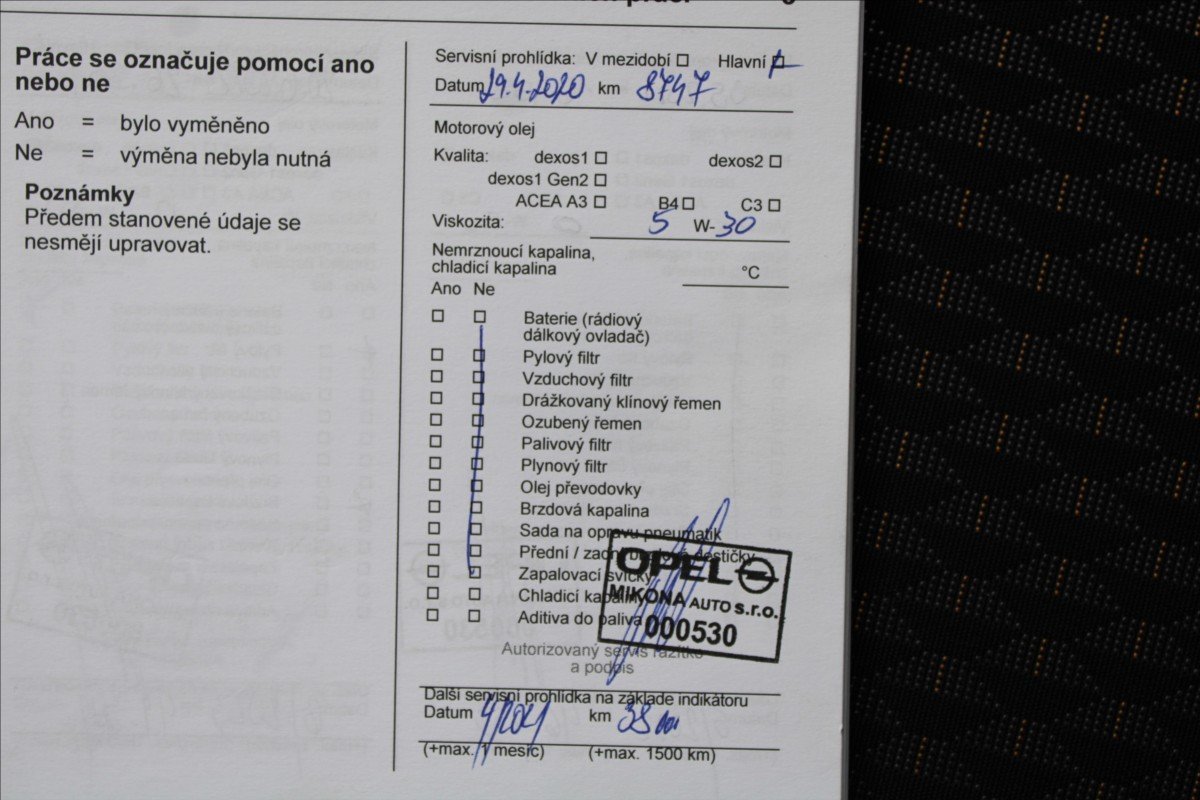 Práce se označuje pomocí ano
nebo ne
Ano = bylo vyměněno
Ne = výměna nebyla nutná
Poznámky
Předem stanovené údaje se
nesmějí upravovat.
Servisní prohlídka: V mezidobí Hlavní
Datum 29.4.2020 km 8747
Motorový olej
Kvalita: dexos1 dexos2
dexos1 Gen2
ACEA A3 B4 C3
Viskozita: 5 W-30
Nemrznoucí kapalina,
chladicí kapalina °C
Ano Ne
Baterie (rádiový
dálkový ovladač)
Pylový filtr
Vzduchový filtr
Drážkovaný klínový řemen
Ozubený řemen
Palivový filtr
Plynový filtr
Olej převodovky
Brzdová kapalina
Sada na opravu pneumatik
Přední / zadní brzdové destičky
Zapalovací svíčky
Chladicí kapaliny
Aditiva do paliva
OPEL
MIKONA AUTO s.r.o.
000530
Autorizovaný servis razítko
a podpis
Další servisní prohlídka na základe indikátoru
Datum km
(+max. 1 mesíc) (+max. 1500 km)